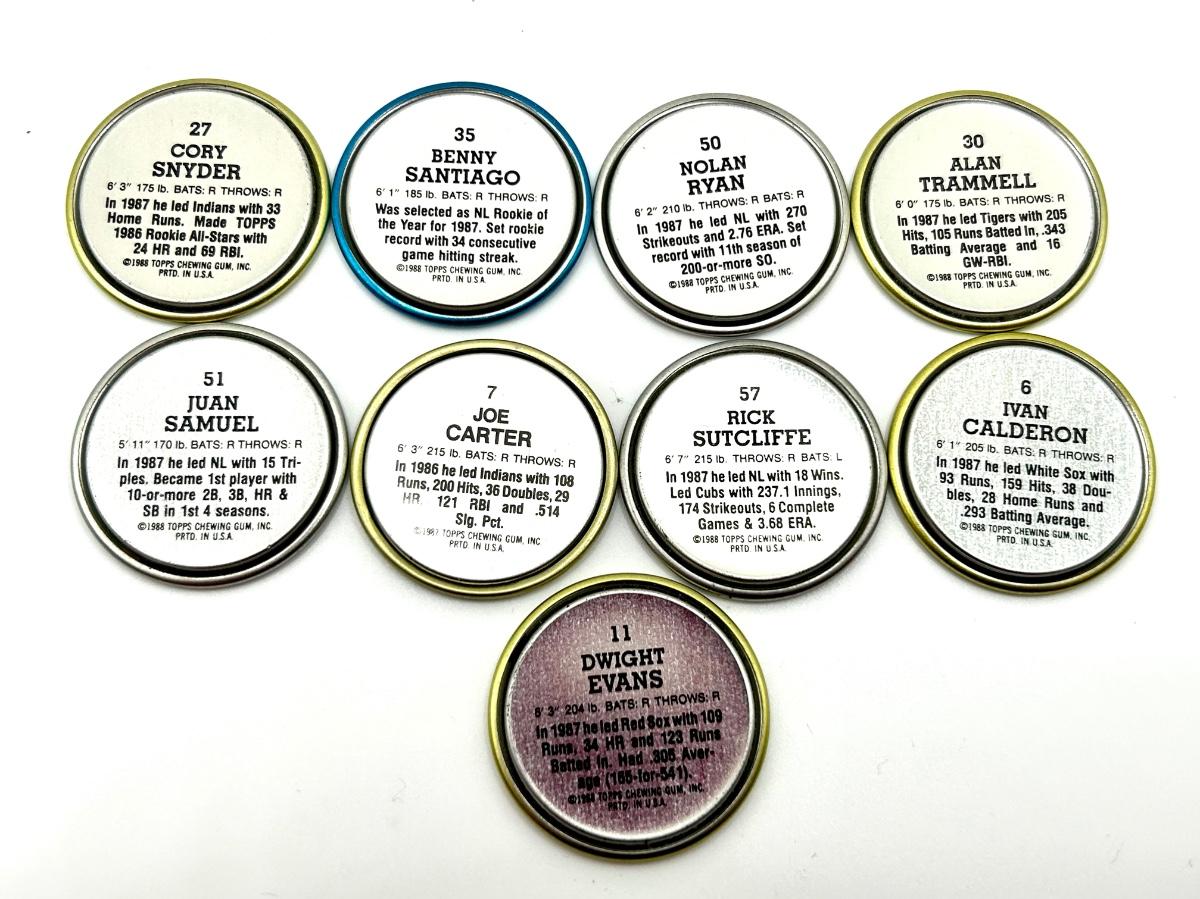 27
CORY
SNYDER
6' 3" 175 lb. BATS: R THROWS: R
In 1987 he led Indians with 33
Home Runs. Made TOPPS
1986 Rookie All-Stars with
24 HR and 69 RBI.
©1988 TOPPS CHEWING GUM, INC.
PRTD. IN U.S.A.
35
BENNY
SANTIAGO
6' 1" 185 lb. BATS: R THROWS: R
Was selected as NL Rookie of
the Year for 1987. Set rookie
record with 34 consecutive
game hitting streak.
©1988 TOPPS CHEWING GUM, INC.
PRTD. IN U.S.A.
50
NOLAN
RYAN
6' 2" 210 lb. THROWS: R BATS: R
In 1987 he led NL with 270
Strikeouts and 2.76 ERA. Set
record with 11th season of
200-or-more SO.
©1988 TOPPS CHEWING GUM, INC.
PRTD. IN U.S.A.
30
ALAN
TRAMMELL
6' 0" 175 lb. BATS: R THROWS: R
In 1987 he led Tigers with 205
Hits, 105 Runs Batted In, .343
Batting Average and 16
GW-RBI.
©1988 TOPPS CHEWING GUM, INC.
PRTD. IN U.S.A.
51
JUAN
SAMUEL
5' 11" 170 lb. BATS: R THROWS: R
In 1987 he led NL with 15 Tri-
ples. Became 1st player with
10-or-more 2B, 3B, HR &
SB in 1st 4 seasons.
©1988 TOPPS CHEWING GUM, INC.
PRTD. IN U.S.A.
7
JOE
CARTER
6' 3" 215 lb. BATS: R THROWS: R
In 1986 he led Indians with 108
Runs, 200 Hits, 36 Doubles, 29
HR, 121 RBI and .514
Slg. Pct.
©1987 TOPPS CHEWING GUM, INC.
PRTD. IN U.S.A.
57
RICK
SUTCLIFFE
6' 7" 215 lb. THROWS: R BATS: L
In 1987 he led NL with 18 Wins.
Led Cubs with 237.1 Innings,
174 Strikeouts, 6 Complete
Games & 3.68 ERA.
©1988 TOPPS CHEWING GUM, INC.
PRTD. IN U.S.A.
6
IVAN
CALDERON
6' 1" 205 lb. BATS: R THROWS: R
In 1987 he led White Sox with
93 Runs, 159 Hits, 38 Dou-
bles, 28 Home Runs and
.293 Batting Average.
©1988 TOPPS CHEWING GUM, INC.
PRTD. IN U.S.A.
11
DWIGHT
EVANS
6' 3" 204 lb. BATS: R THROWS: R
In 1987 he led Red Sox with 109
Runs, 34 HR and 123 Runs
Batted In. Had .305 Aver-
age (165-for-541).
©1988 TOPPS CHEWING GUM, INC.
PRTD. IN U.S.A.